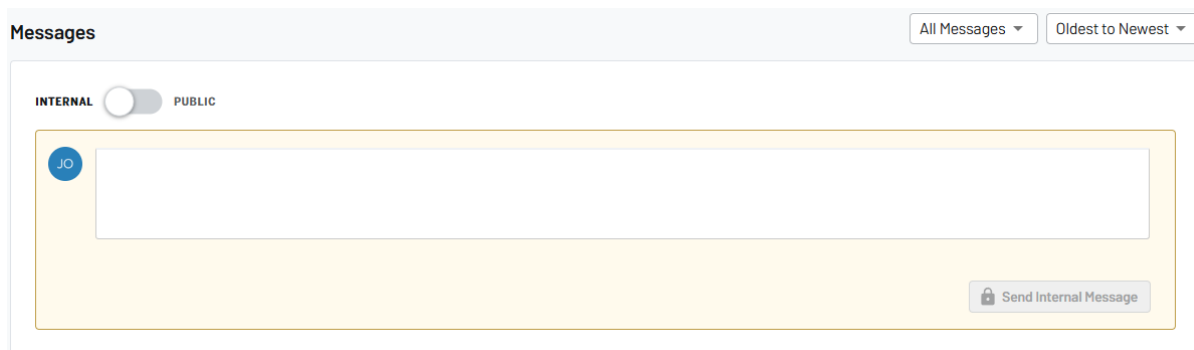 Messages
All Messages
Oldest to Newest
INTERNAL
PUBLIC
JO
Send Internal Message